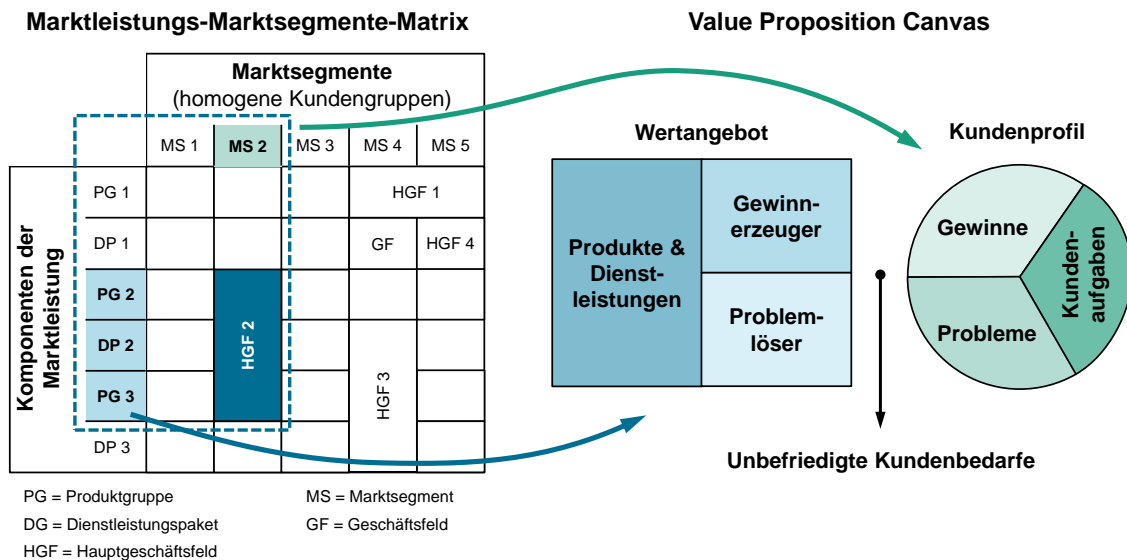 Marktleistungs-Marktsegmente-Matrix
Marktsegmente
(homogene Kundengruppen)
MS 1
MS 2
MS 3
MS 4
MS 5
Komponenten der
Marktleistung
PG 1
HGF 1
DP 1
GF
HGF 4
PG 2
DP 2
PG 3
DP 3
HGF 2
HGF 3
PG = Produktgruppe
DG = Dienstleistungspaket
HGF = Hauptgeschäftsfeld
MS = Marktsegment
GF = Geschäftsfeld
Value Proposition Canvas
Wertangebot
Produkte &
Dienst-
leistungen
Gewinn-
erzeuger
Problem-
löser
Kundenprofil
Gewinne
Kunden-
aufgaben
Probleme
Unbefriedigte Kundenbedarfe